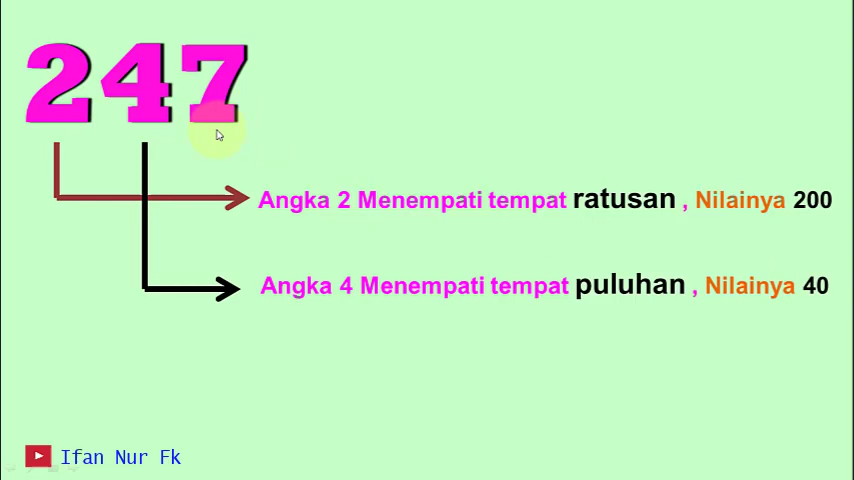 247
Angka 2 Menempati tempat ratusan , Nilainya 200
Angka 4 Menempati tempat puluhan , Nilainya 40
Ifan Nur Fk